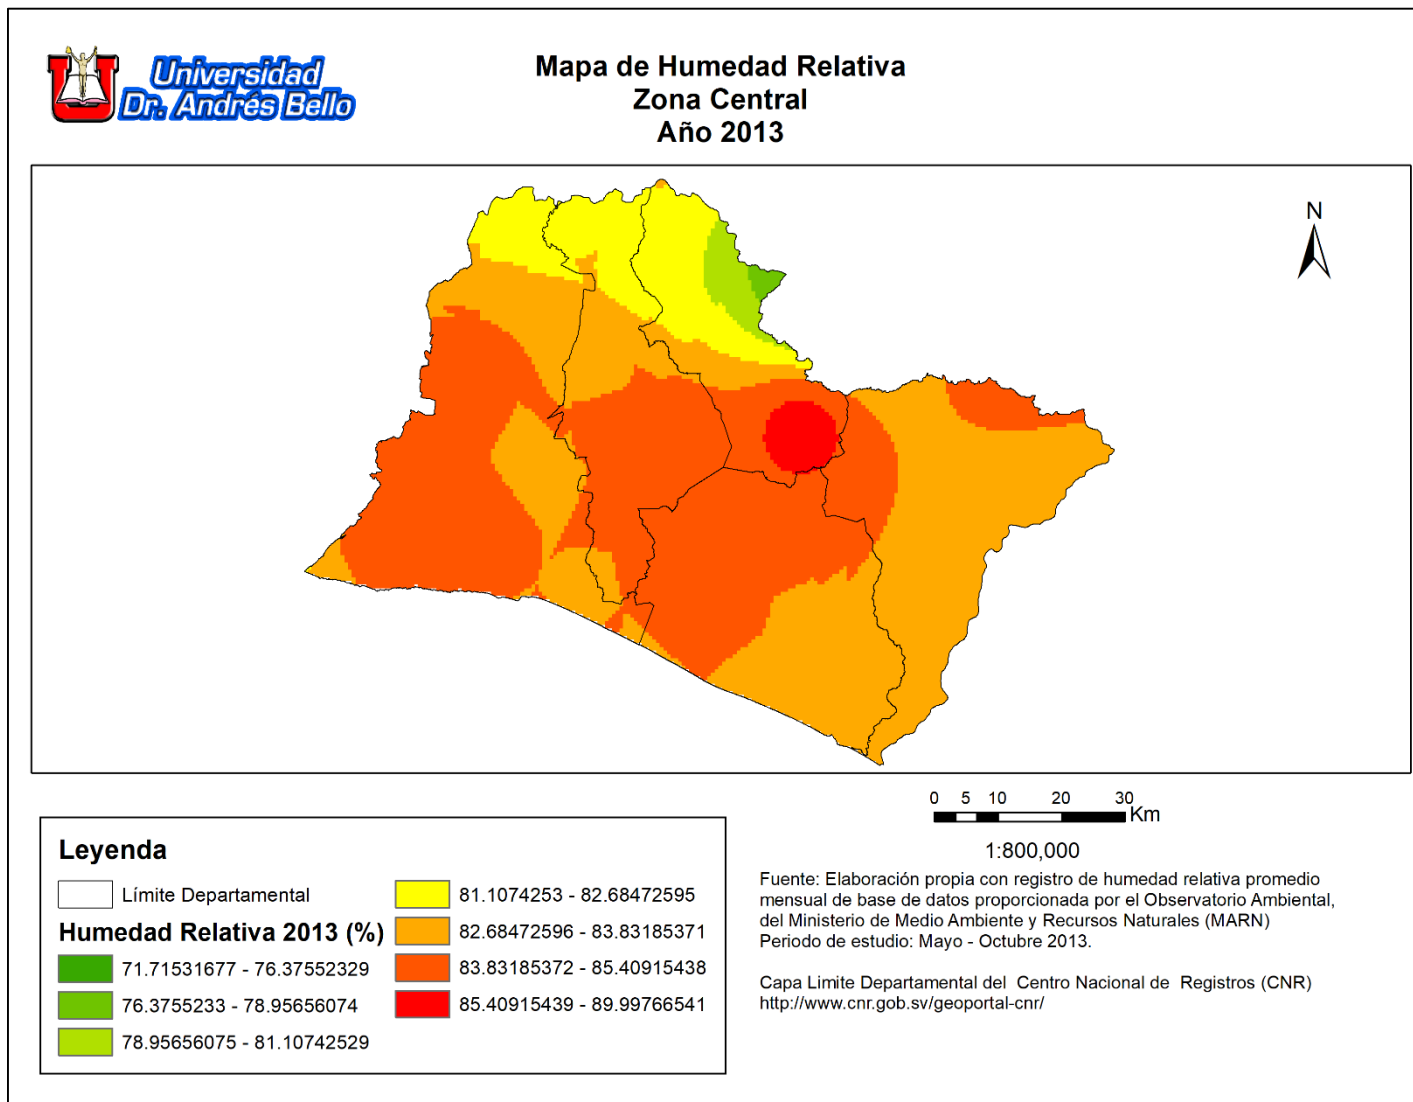 Universidad
Dr. Andrés Bello
Mapa de Humedad Relativa
Zona Central
Año 2013
N
0 5 10 20 30
Km
1:800,000
Leyenda
Límite Departamental
Humedad Relativa 2013 (%)
71.71531677 - 76.37552329
76.3755233 - 78.95656074
78.95656075 - 81.10742529
81.1074253 - 82.68472595
82.68472596 - 83.83185371
83.83185372 - 85.40915438
85.40915439 - 89.99766541
Fuente: Elaboración propia con registro de humedad relativa promedio
mensual de base de datos proporcionada por el Observatorio Ambiental,
del Ministerio de Medio Ambiente y Recursos Naturales (MARN)
Periodo de estudio: Mayo - Octubre 2013.
Capa Limite Departamental del Centro Nacional de Registros (CNR)
http://www.cnr.gob.sv/geoportal-cnr/